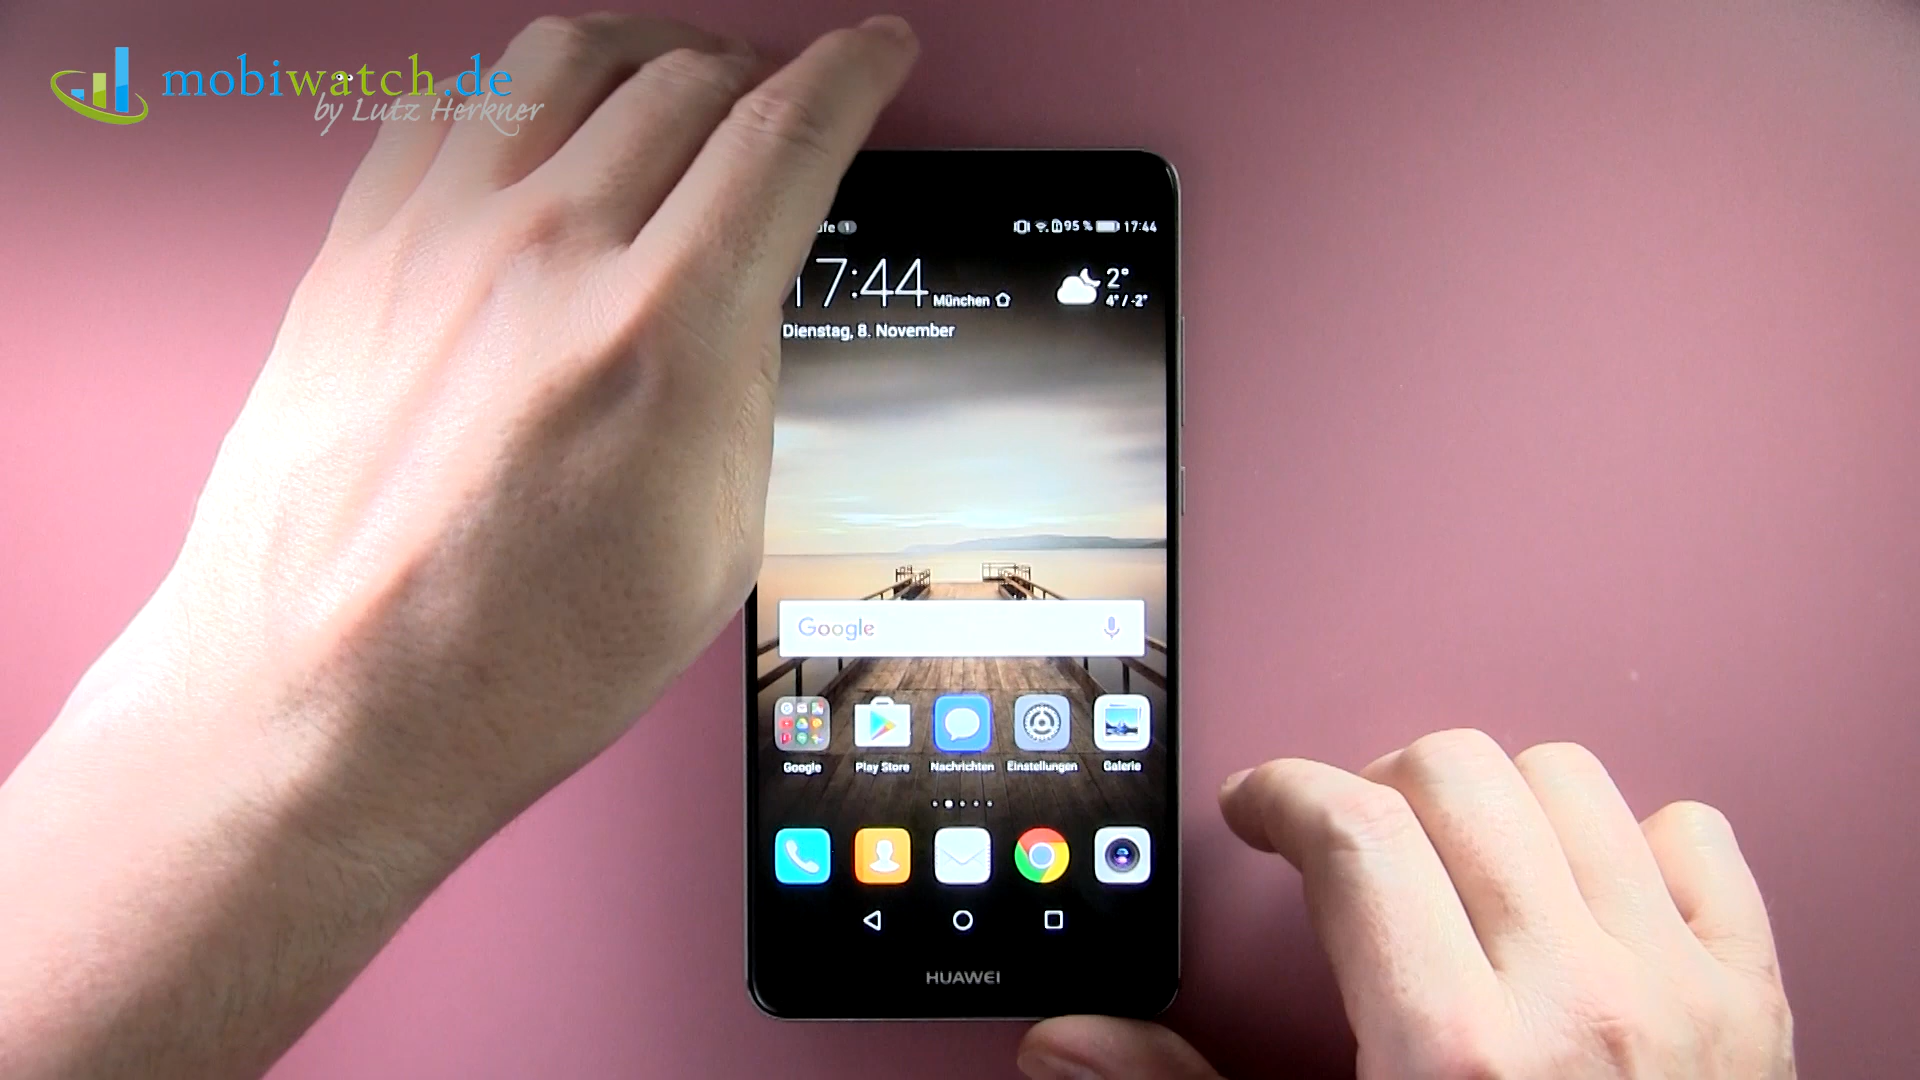 mobiwatch.de
by Lutz Herkner
1
95 % 17:44
17:44 München
2°
4° / -2°
Dienstag, 8. November
Google
Google Play Store Nachrichten Einstellungen Galerie
HUAWEI